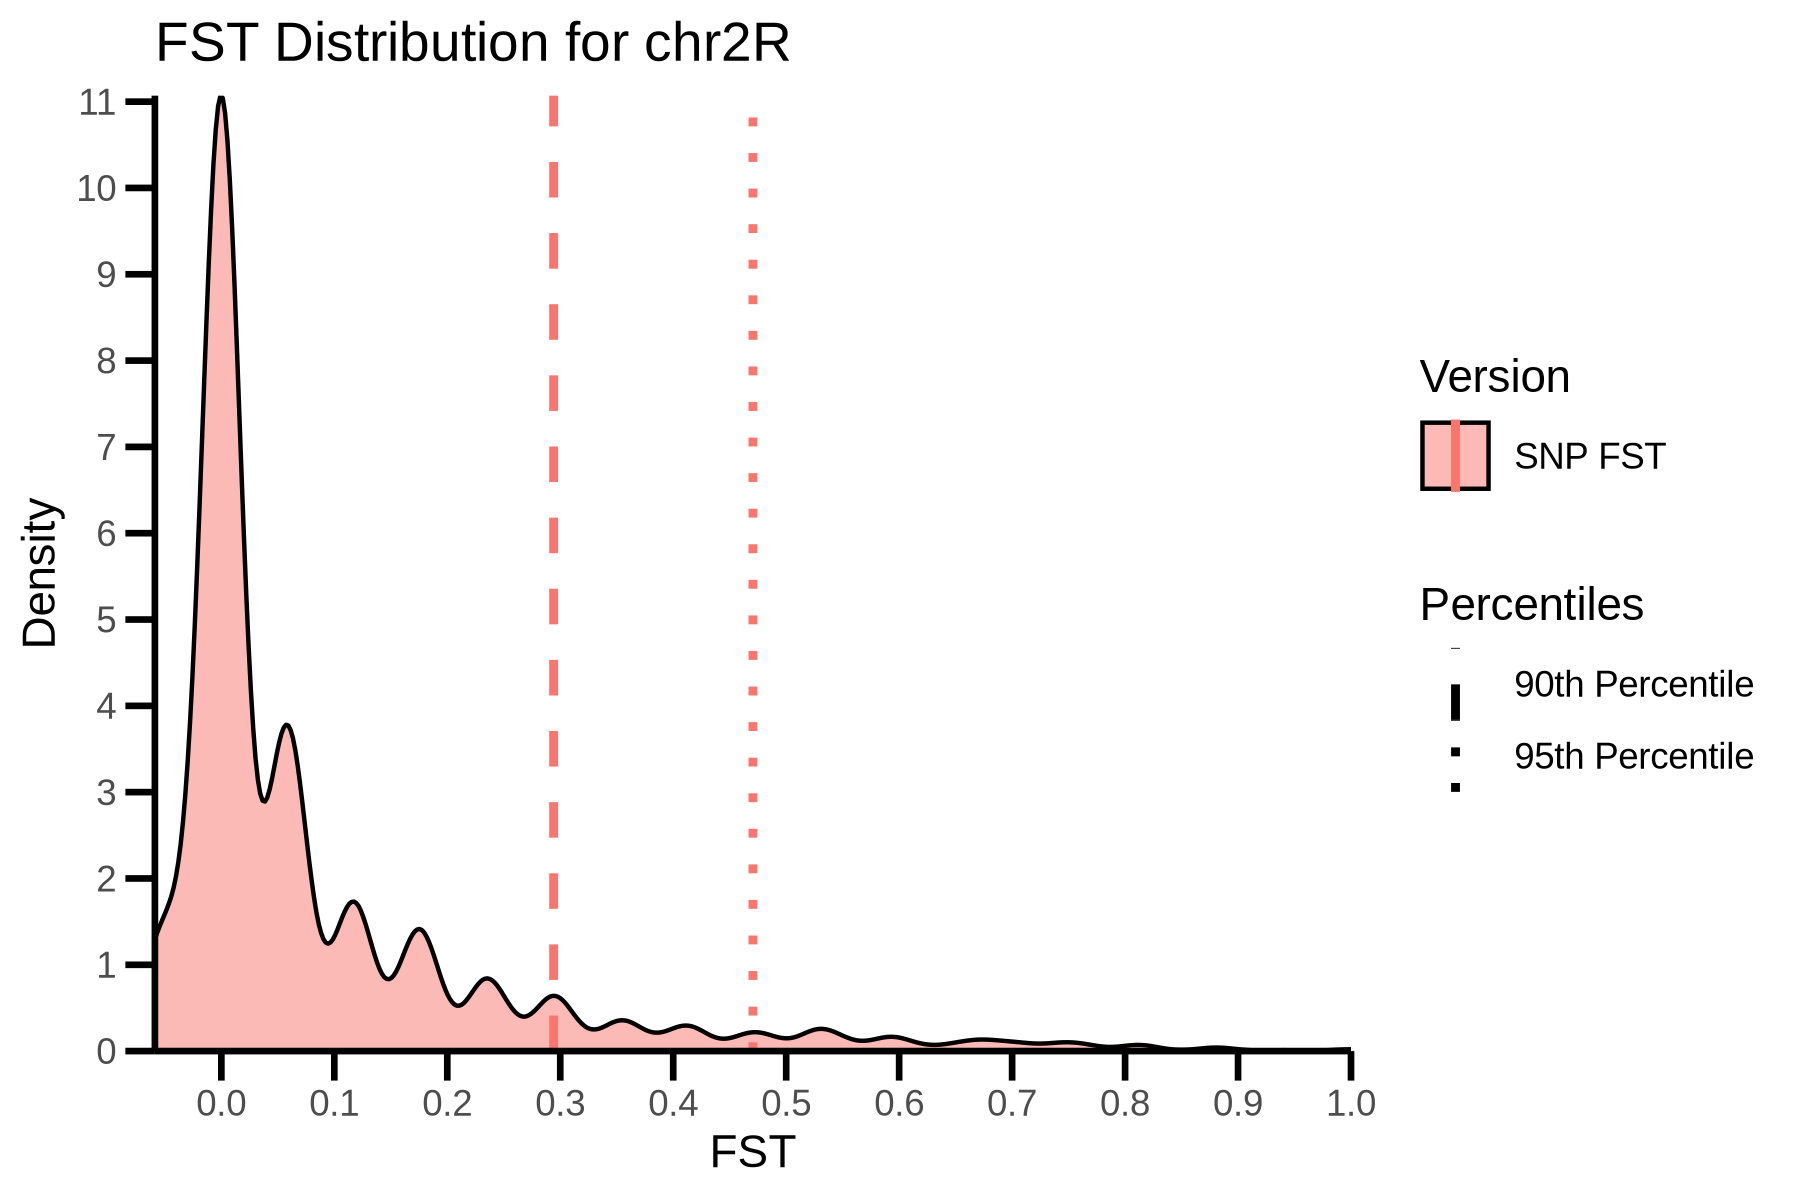 FST Distribution for chr2R
11
10
9
8
7
6
5
4
3
2
1
0
Density
0.0 0.1 0.2 0.3 0.4 0.5 0.6 0.7 0.8 0.9 1.0
FST
Version
SNP FST
Percentiles
90th Percentile
95th Percentile